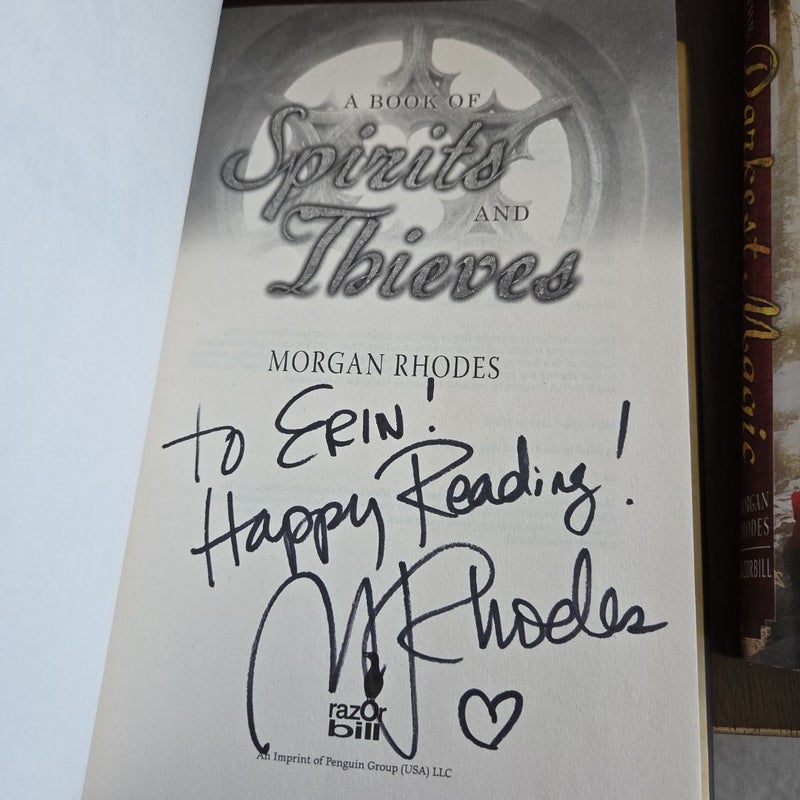 A BOOK OF
Spirits
AND
Thieves
MORGAN RHODES
to ERIN!
Happy Reading!
M Rhodes
razOr
bill
An Imprint of Penguin Group (USA) LLC
Darkest Magic
MORGAN
RHODES
RAZORBILL